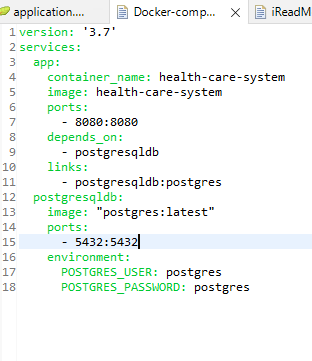 application....
Docker-comp...
iReadM
1 version: '3.7'
2 services:
3   app:
4     container_name: health-care-system
5     image: health-care-system
6     ports:
7       - 8080:8080
8     depends_on:
9       - postgresqldb
10     links:
11       - postgresqldb:postgres
12   postgresqldb:
13     image: "postgres:latest"
14     ports:
15       - 5432:5432
16     environment:
17       POSTGRES_USER: postgres
18       POSTGRES_PASSWORD: postgres